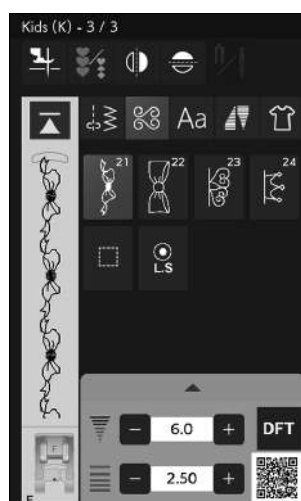 Kids (K) - 3 / 3
Aa
21 22 23 24
L.S
6.0 DFT
F
2.50
F